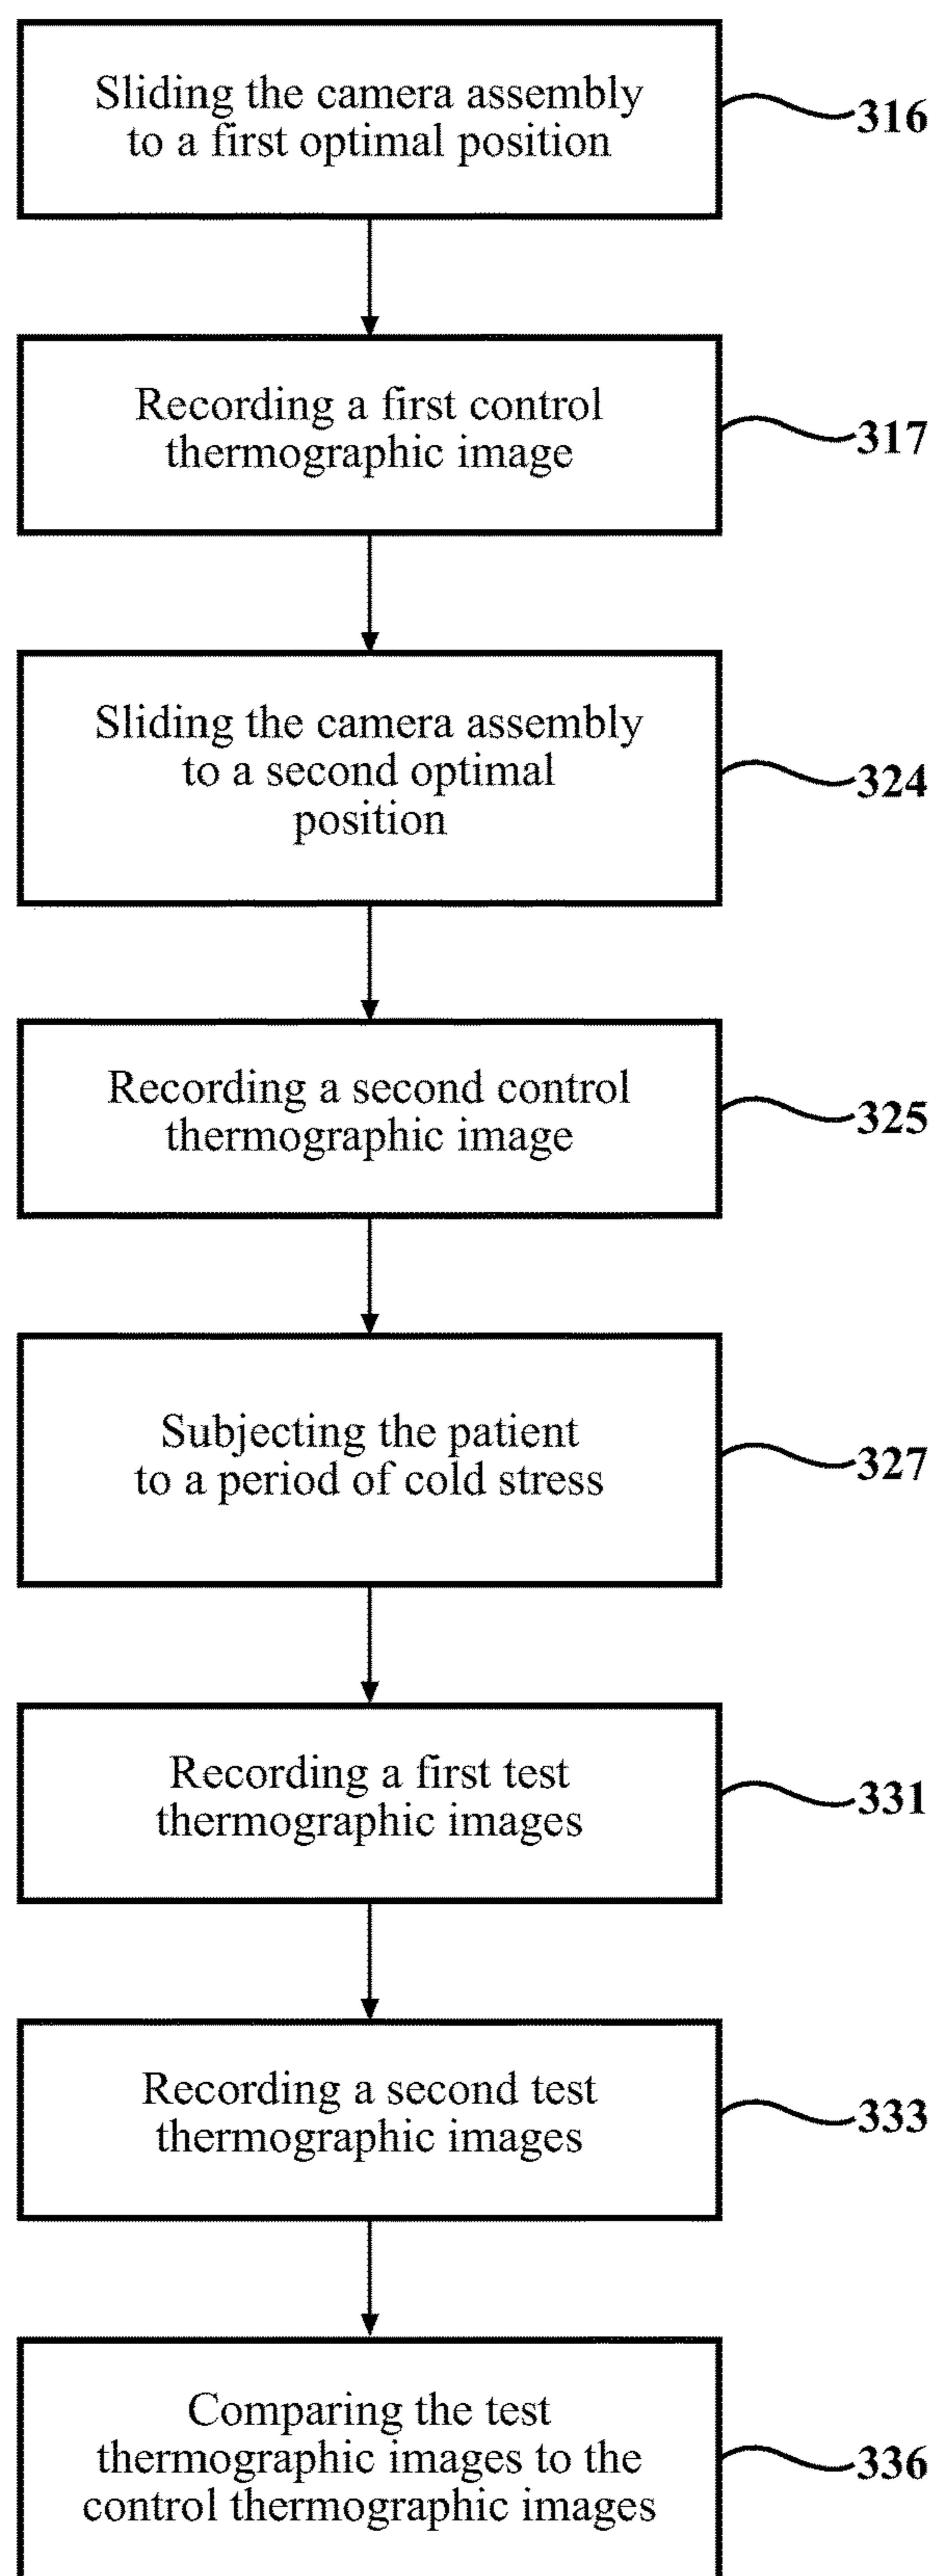 Sliding the camera assembly
to a first optimal position
316
Recording a first control
thermographic image
317
Sliding the camera assembly
to a second optimal
position
324
Recording a second control
thermographic image
325
Subjecting the patient
to a period of cold stress
327
Recording a first test
thermographic images
331
Recording a second test
thermographic images
333
Comparing the test
thermographic images to the
control thermographic images
336